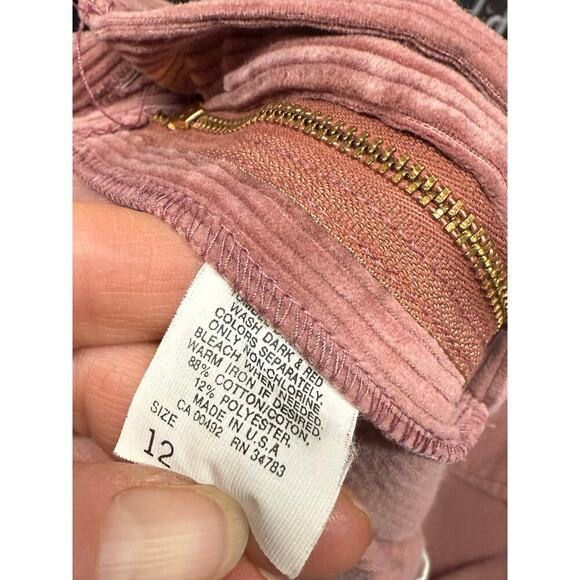 WASH DARK & RED
COLORS SEPARATELY.
ONLY NON-CHLORINE
BLEACH WHEN NEEDED.
WARM IRON IF DESIRED.
88% COTTON/COTON,
12% POLYESTER.
MADE IN U.S.A
CA 00492 RN 34783
SIZE
12